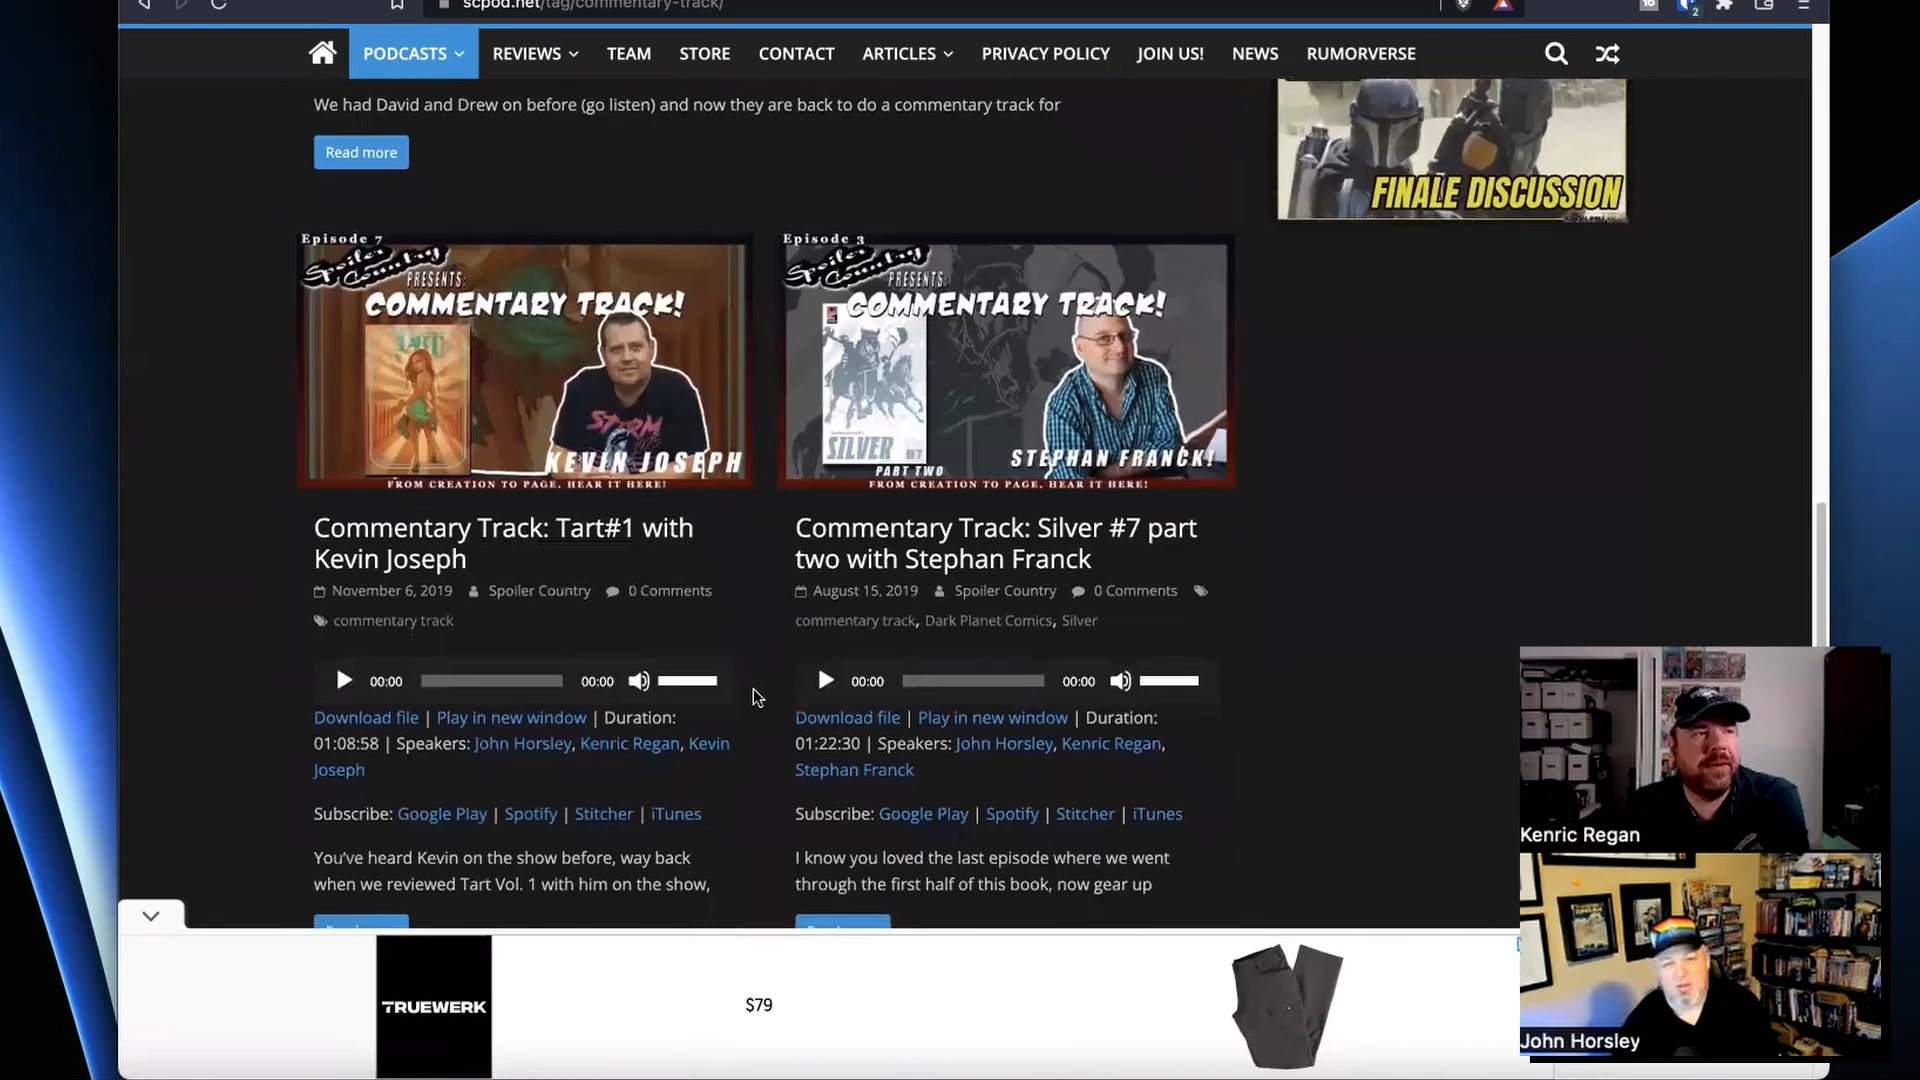 scpod.net/tag/commentary-track/
2
PODCASTS REVIEWS TEAM STORE CONTACT ARTICLES PRIVACY POLICY JOIN US! NEWS RUMORVERSE
We had David and Drew on before (go listen) and now they are back to do a commentary track for
Read more
FINALE DISCUSSION
Episode 7
Spoiler Country
PRESENTS:
COMMENTARY TRACK!
TART
STORM
KEVIN JOSEPH
FROM CREATION TO PAGE, HEAR IT HERE!
Episode 3
Spoiler Country
PRESENTS:
COMMENTARY TRACK!
SILVER #7
PART TWO
STEPHAN FRANCK!
FROM CREATION TO PAGE, HEAR IT HERE!
Commentary Track: Tart#1 with
Kevin Joseph
November 6, 2019 Spoiler Country 0 Comments
commentary track
00:00 00:00
Download file | Play in new window | Duration:
01:08:58 | Speakers: John Horsley, Kenric Regan, Kevin
Joseph
Subscribe: Google Play | Spotify | Stitcher | iTunes
You've heard Kevin on the show before, way back
when we reviewed Tart Vol. 1 with him on the show,
Commentary Track: Silver #7 part
two with Stephan Franck
August 15, 2019 Spoiler Country 0 Comments
commentary track, Dark Planet Comics, Silver
00:00 00:00
Download file | Play in new window | Duration:
01:22:30 | Speakers: John Horsley, Kenric Regan,
Stephan Franck
Subscribe: Google Play | Spotify | Stitcher | iTunes
I know you loved the last episode where we went
through the first half of this book, now gear up
TRUEWERK
$79
Kenric Regan
John Horsley